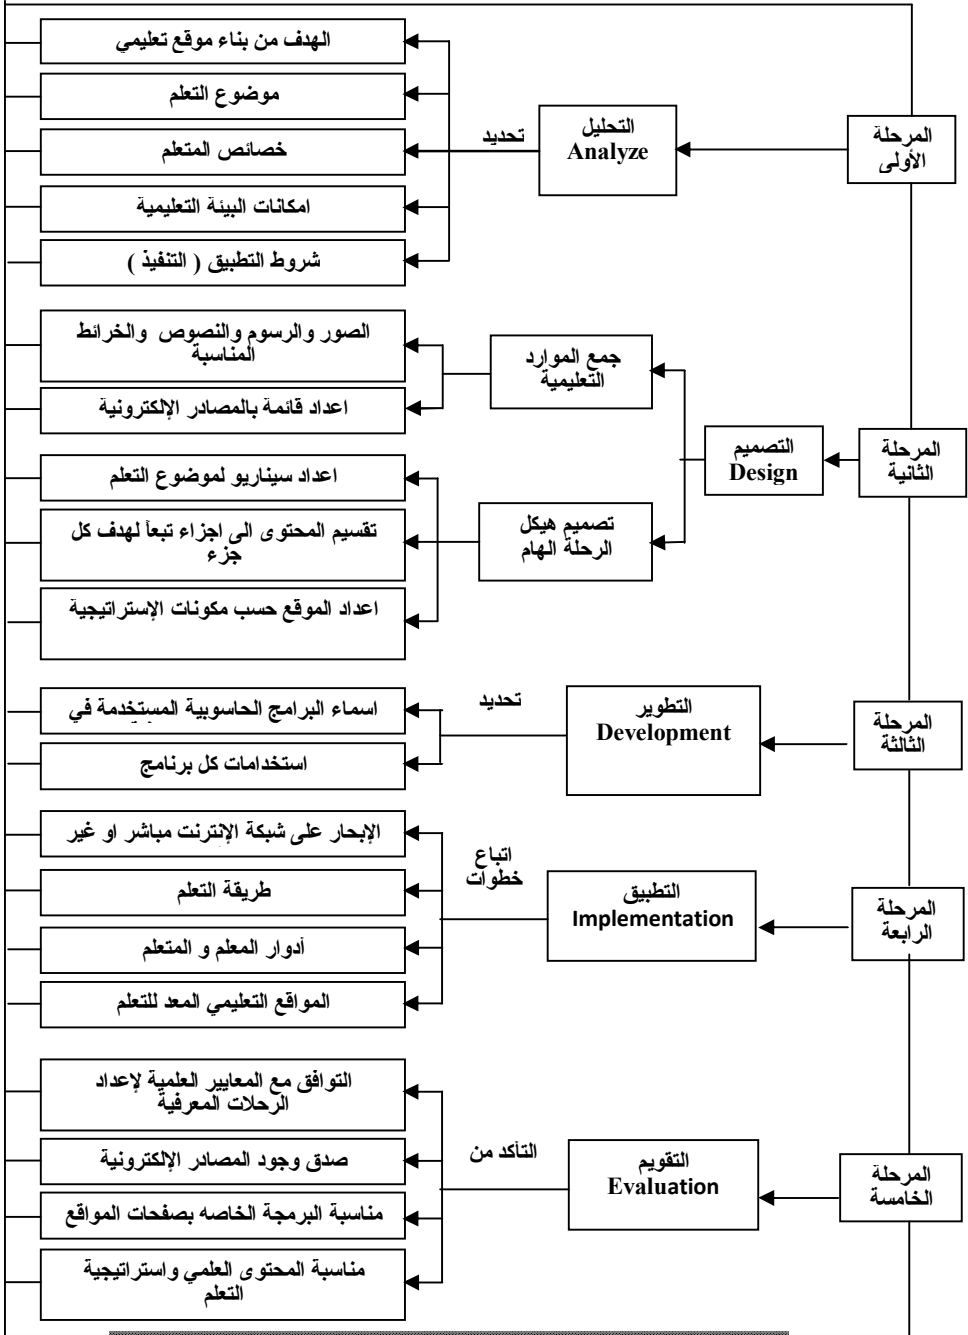 المرحلة
الأولى
التحليل
Analyze
تحديد
الهدف من بناء موقع تعليمي
موضوع التعلم
خصائص المتعلم
امكانات البيئة التعليمية
شروط التطبيق ( التنفيذ )
المرحلة
الثانية
التصميم
Design
جمع الموارد
التعليمية
الصور والرسوم والنصوص والخرائط
المناسبة
اعداد قائمة بالمصادر الإلكترونية
تصميم هيكل
الرحلة الهام
اعداد سيناريو لموضوع التعلم
تقسيم المحتوى الى اجزاء تبعاً لهدف كل
جزء
اعداد الموقع حسب مكونات الإستراتيجية
المرحلة
الثالثة
التطوير
Development
تحديد
اسماء البرامج الحاسوبية المستخدمة في
استخدامات كل برنامج
المرحلة
الرابعة
التطبيق
Implementation
اتباع
خطوات
الإبحار على شبكة الإنترنت مباشر او غير
طريقة التعلم
أدوار المعلم و المتعلم
المواقع التعليمي المعد للتعلم
المرحلة
الخامسة
التقويم
Evaluation
التأكد من
التوافق مع المعايير العلمية لإعداد
الرحلات المعرفية
صدق وجود المصادر الإلكترونية
مناسبة البرمجة الخاصه بصفحات المواقع
مناسبة المحتوى العلمي واستراتيجية
التعلم